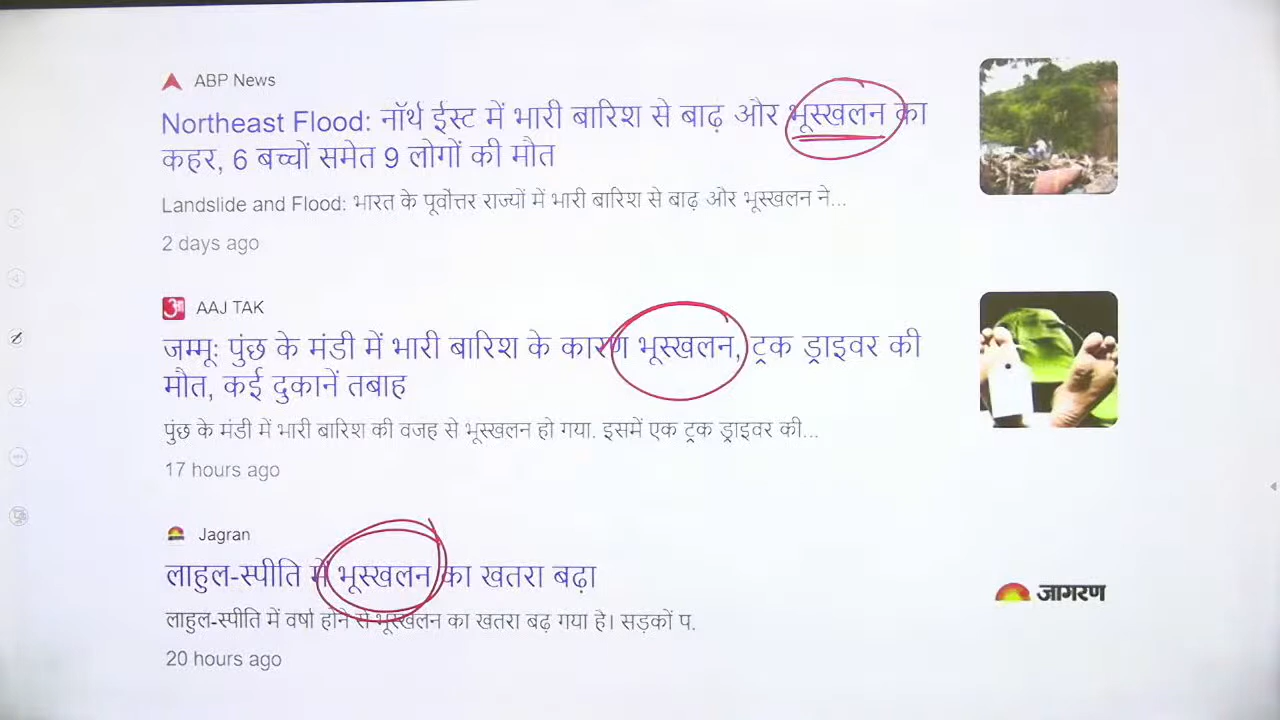 ABP News
Northeast Flood: नॉर्थ ईस्ट में भारी बारिश से बाढ़ और भूस्खलन का
कहर, 6 बच्चों समेत 9 लोगों की मौत
Landslide and Flood: भारत के पूर्वोत्तर राज्यों में भारी बारिश से बाढ़ और भूस्खलन ने...
2 days ago
AAJ TAK
जम्मू: पुंछ के मंडी में भारी बारिश के कारण भूस्खलन, ट्रक ड्राइवर की
मौत, कई दुकानें तबाह
पुंछ के मंडी में भारी बारिश की वजह से भूस्खलन हो गया. इसमें एक ट्रक ड्राइवर की...
17 hours ago
Jagran
लाहुल-स्पीति में भूस्खलन का खतरा बढ़ा
जागरण
लाहुल-स्पीति में वर्षा होने से भूस्खलन का खतरा बढ़ गया है। सड़कों प.
20 hours ago